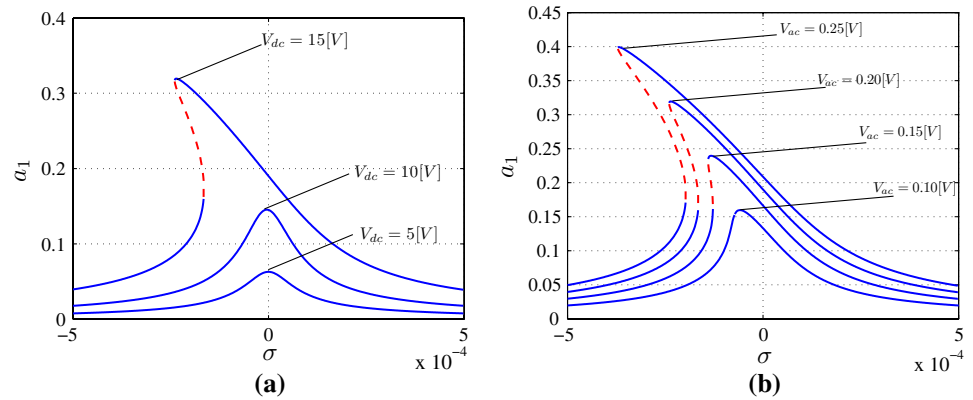 0.4
0.3
0.2
0.1
0
a₁
V_dc = 15[V]
V_dc = 10[V]
V_dc = 5[V]
−5
0
5
σ
x 10⁻⁴
(a)
0.45
0.4
0.35
0.3
0.25
0.2
0.15
0.1
0.05
0
a₁
V_ac = 0.25[V]
V_ac = 0.20[V]
V_ac = 0.15[V]
V_ac = 0.10[V]
−5
0
5
σ
x 10⁻⁴
(b)